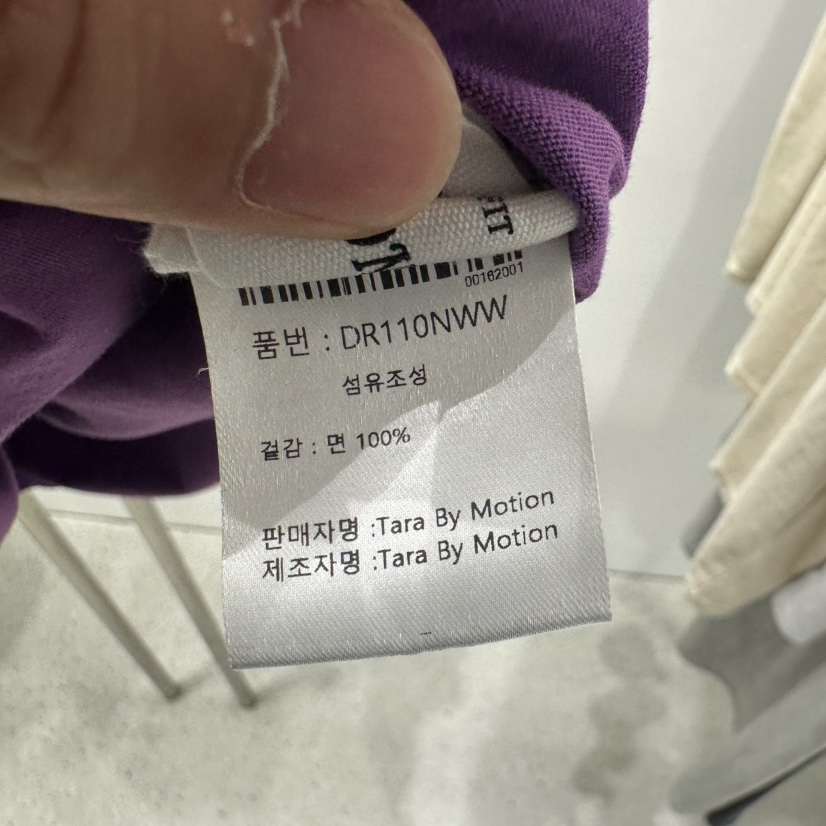 IT
00162001
품번 : DR110NWW
섬유조성
겉감 : 면 100%
판매자명 :Tara By Motion
제조자명 :Tara By Motion